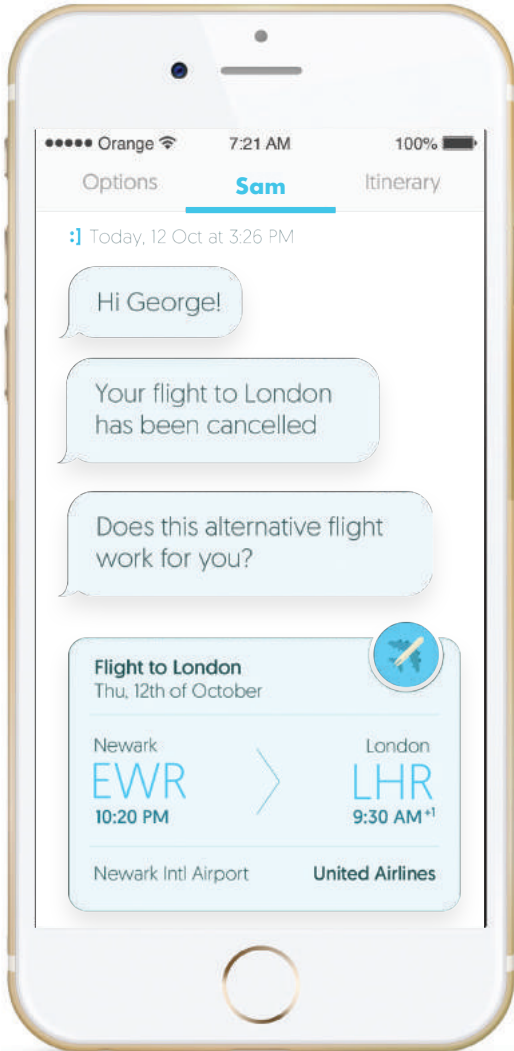 Orange 7:21 AM 100%
Options Sam Itinerary
:] Today, 12 Oct at 3:26 PM
Hi George!
Your flight to London
has been cancelled
Does this alternative flight
work for you?
Flight to London
Thu, 12th of October
Newark London
EWR LHR
10:20 PM 9:30 AM+1
Newark Intl Airport United Airlines